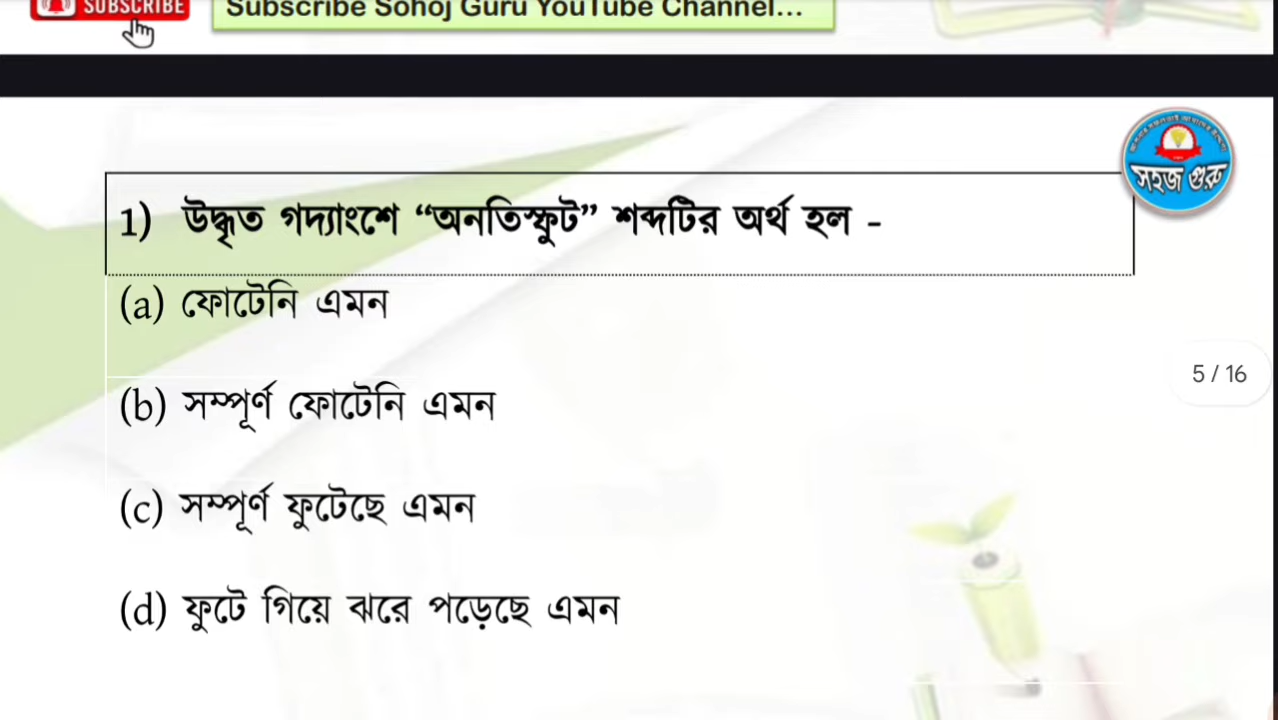 SUBSCRIBE
Subscribe Sohoj Guru YouTube Channel...
সহজ গুরু
1) উদ্ধৃত গদ্যাংশে “অনতিস্ফুট” শব্দটির অর্থ হল -
(a) ফোটেনি এমন
5 / 16
(b) সম্পূর্ণ ফোটেনি এমন
(c) সম্পূর্ণ ফুটেছে এমন
(d) ফুটে গিয়ে ঝরে পড়েছে এমন